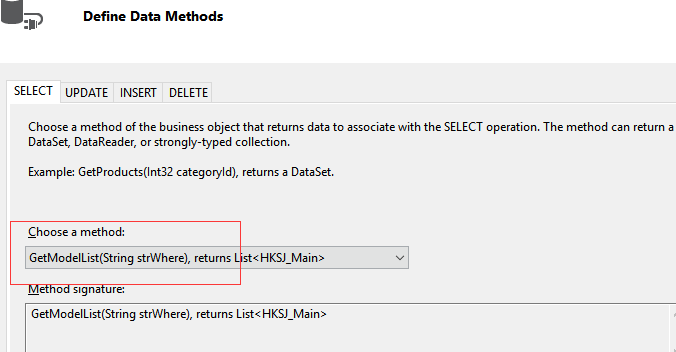 Define Data Methods
SELECT UPDATE INSERT DELETE
Choose a method of the business object that returns data to associate with the SELECT operation. The method can return a
DataSet, DataReader, or strongly-typed collection.
Example: GetProducts(Int32 categoryId), returns a DataSet.
Choose a method:
GetModelList(String strWhere), returns List<HKSJ_Main>
Method signature:
GetModelList(String strWhere), returns List<HKSJ_Main>